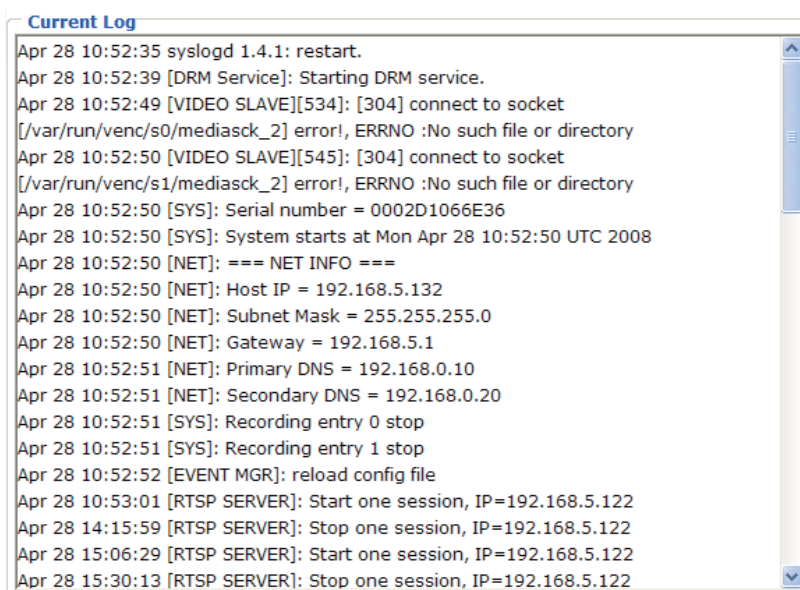 Current Log
Apr 28 10:52:35 syslogd 1.4.1: restart.
Apr 28 10:52:39 [DRM Service]: Starting DRM service.
Apr 28 10:52:49 [VIDEO SLAVE][534]: [304] connect to socket
[/var/run/venc/s0/mediasck_2] error!, ERRNO :No such file or directory
Apr 28 10:52:50 [VIDEO SLAVE][545]: [304] connect to socket
[/var/run/venc/s1/mediasck_2] error!, ERRNO :No such file or directory
Apr 28 10:52:50 [SYS]: Serial number = 0002D1066E36
Apr 28 10:52:50 [SYS]: System starts at Mon Apr 28 10:52:50 UTC 2008
Apr 28 10:52:50 [NET]: === NET INFO ===
Apr 28 10:52:50 [NET]: Host IP = 192.168.5.132
Apr 28 10:52:50 [NET]: Subnet Mask = 255.255.255.0
Apr 28 10:52:50 [NET]: Gateway = 192.168.5.1
Apr 28 10:52:51 [NET]: Primary DNS = 192.168.0.10
Apr 28 10:52:51 [NET]: Secondary DNS = 192.168.0.20
Apr 28 10:52:51 [SYS]: Recording entry 0 stop
Apr 28 10:52:51 [SYS]: Recording entry 1 stop
Apr 28 10:52:52 [EVENT MGR]: reload config file
Apr 28 10:53:01 [RTSP SERVER]: Start one session, IP=192.168.5.122
Apr 28 14:15:59 [RTSP SERVER]: Stop one session, IP=192.168.5.122
Apr 28 15:06:29 [RTSP SERVER]: Start one session, IP=192.168.5.122
Apr 28 15:30:13 [RTSP SERVER]: Stop one session, IP=192.168.5.122